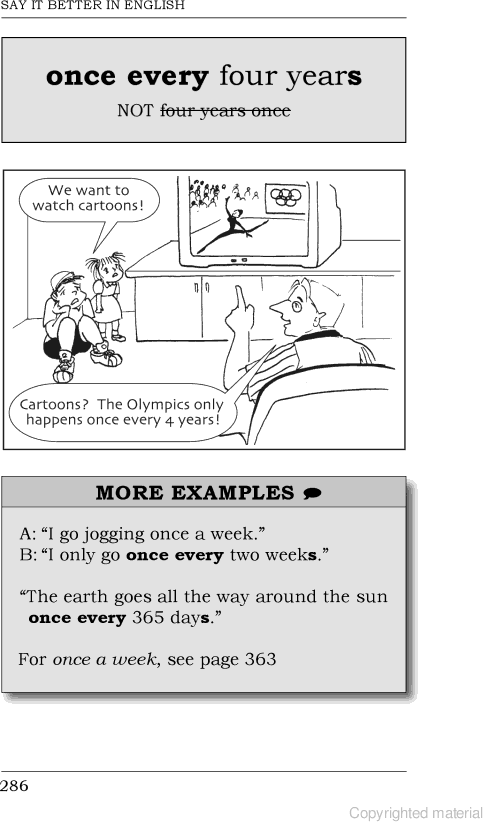 SAY IT BETTER IN ENGLISH
once every four years
NOT four years once
We want to
watch cartoons!
Cartoons? The Olympics only
happens once every 4 years!
MORE EXAMPLES
A: “I go jogging once a week.”
B: “I only go once every two weeks.”
“The earth goes all the way around the sun
once every 365 days.”
For once a week, see page 363
286
Copyrighted material